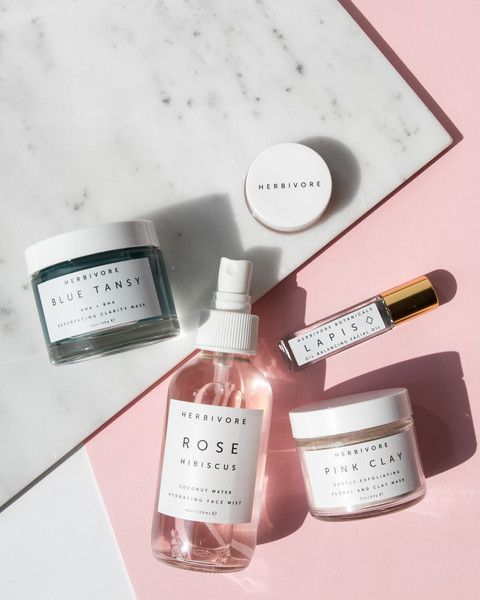 HERBIVORE
HERBIVORE
BLUE TANSY
AHA + BHA
RESURFACING CLARITY MASK
HERBIVORE BOTANICALS
LAPIS
OIL BALANCING FACIAL OIL
HERBIVORE
ROSE
HIBISCUS
COCONUT WATER
HYDRATING FACE MIST
HERBIVORE
PINK CLAY
GENTLY EXFOLIATING
FLORAL AND CLAY MASK